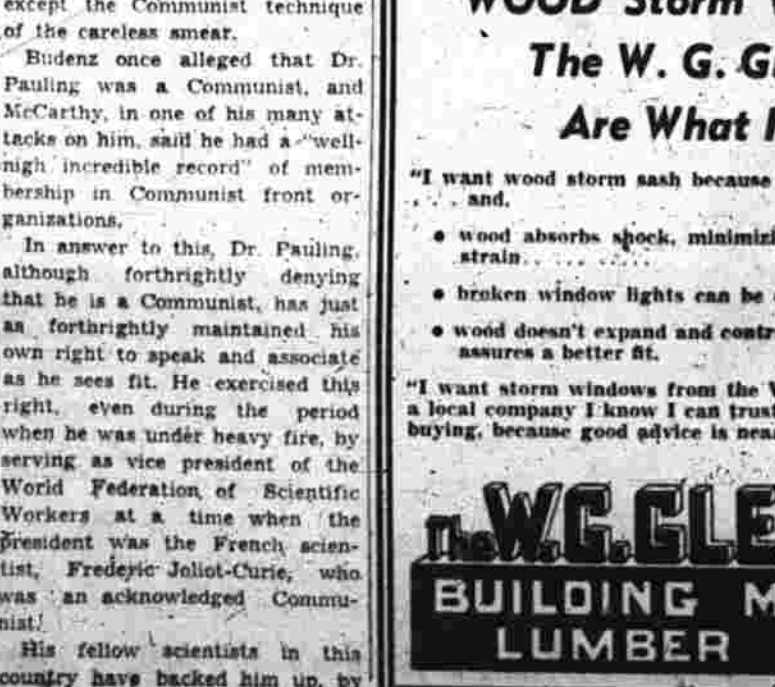 except the Communist technique
of the careless smear.
Budenz once alleged that Dr.
Pauling was a Communist, and
McCarthy, in one of his many at-
tacks on him, said he had a "well-
nigh incredible record" of mem-
bership in Communist front or-
ganizations.
In answer to this, Dr. Pauling,
although forthrightly denying
that he is a Communist, has just
as forthrightly maintained his
own right to speak and associate
as he sees fit. He exercised this
right, even during the period
when he was under heavy fire, by
serving as vice president of the
World Federation of Scientific
Workers at a time when the
president was the French scien-
tist, Frederic Joliot-Curie, who
was an acknowledged Commu-
nist.
His fellow scientists in this
country have backed him up, by
WOOD Storm
The W. G. Gl
Are What I
"I want wood storm sash because
. . . . and,
• wood absorbs shock, minimizi
strain. . . . . . . . . .
• broken window lights can be
• wood doesn't expand and contr
assures a better fit.
"I want storm windows from the
a local company I know I can trus
buying, because good advice is nea
The W.G. GLE
BUILDING M
LUMBER